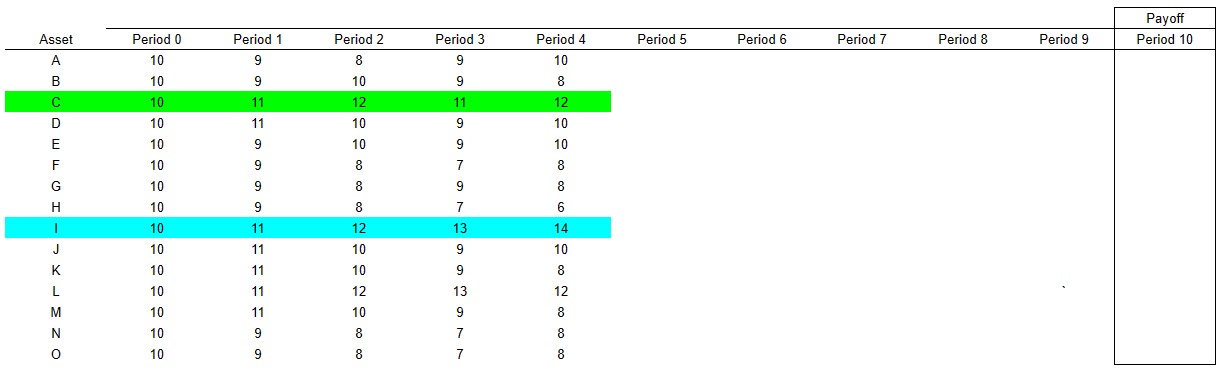 Payoff
Asset Period 0 Period 1 Period 2 Period 3 Period 4 Period 5 Period 6 Period 7 Period 8 Period 9 Period 10
A 10 9 8 9 10
B 10 9 10 9 8
C 10 11 12 11 12
D 10 11 10 9 10
E 10 9 10 9 10
F 10 9 8 7 8
G 10 9 8 9 8
H 10 9 8 7 6
I 10 11 12 13 14
J 10 11 10 9 10
K 10 11 10 9 8
L 10 11 12 13 12 `
M 10 11 10 9 8
N 10 9 8 7 8
O 10 9 8 7 8